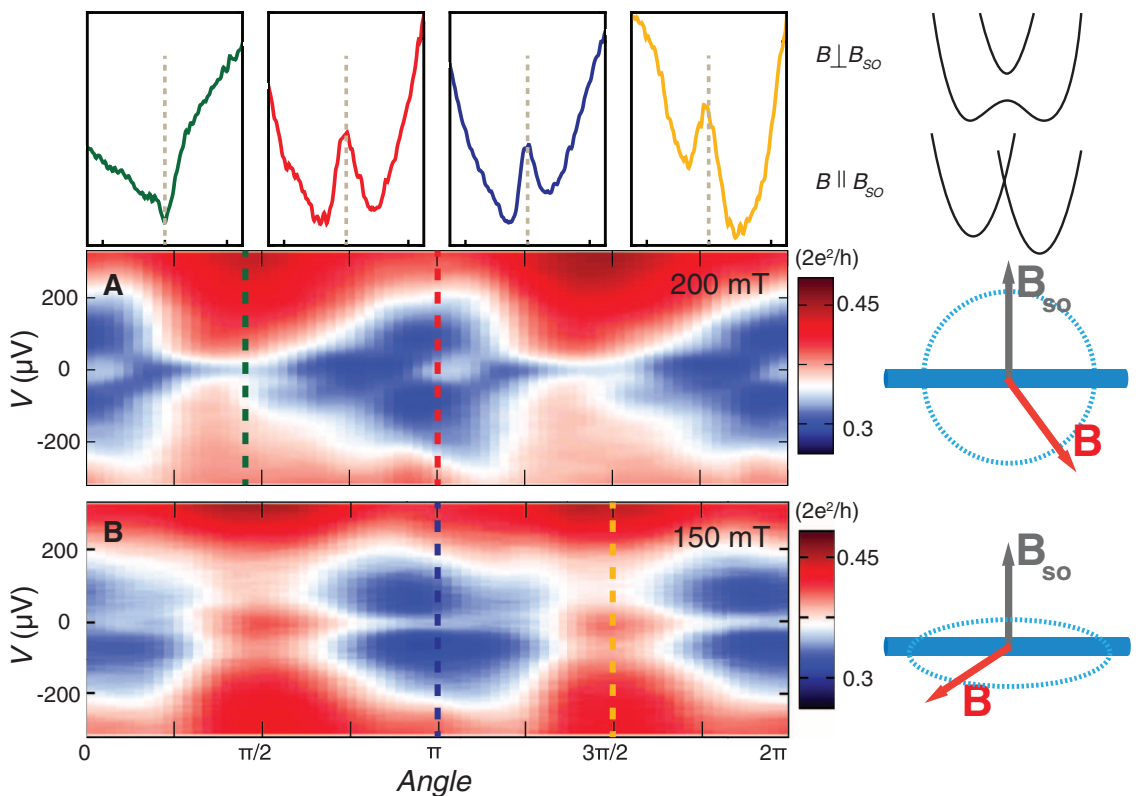 B⊥B_so
B ∥ B_so
(2e²/h)
A
200 mT
0.45
0.3
200
0
-200
V (µV)
B_so
B
(2e²/h)
B
150 mT
0.45
0.3
200
0
-200
V (µV)
B_so
B
0
π/2
π
3π/2
2π
Angle